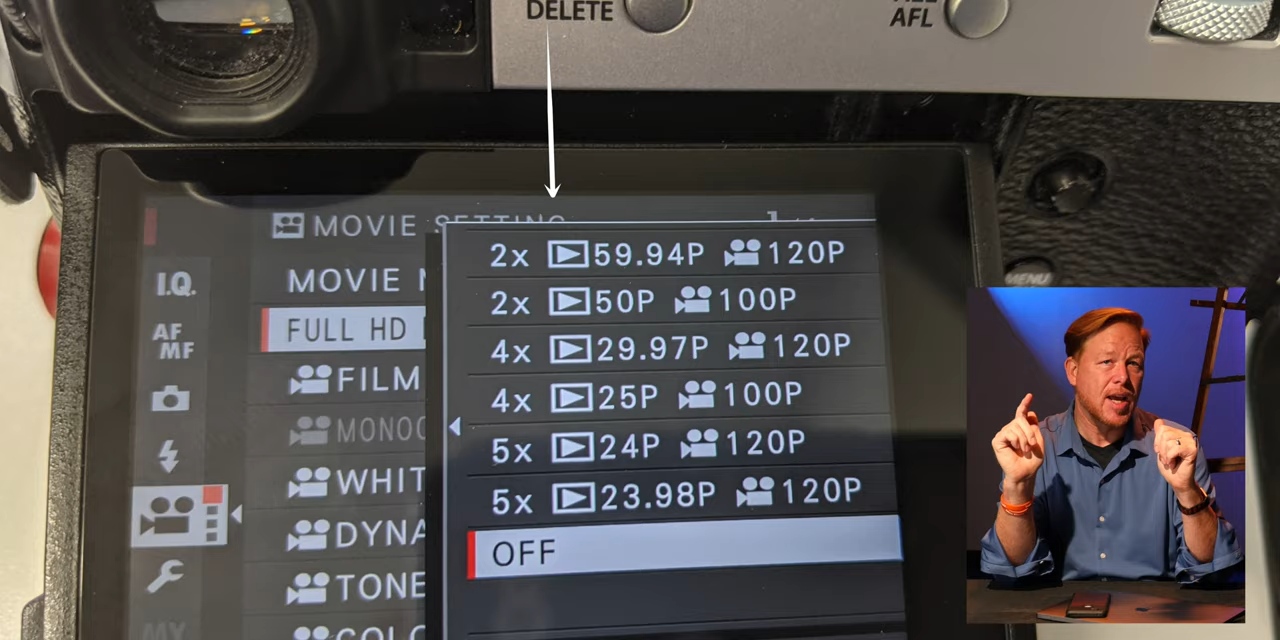 DELETE
AFL
MENU
MOVIE SETTING
MOVIE
FULL HD
FILM
MONOC
WHIT
DYNA
TONE
I.Q.
AF
MF
2x 59.94P 120P
2x 50P 100P
4x 29.97P 120P
4x 25P 100P
5x 24P 120P
5x 23.98P 120P
OFF